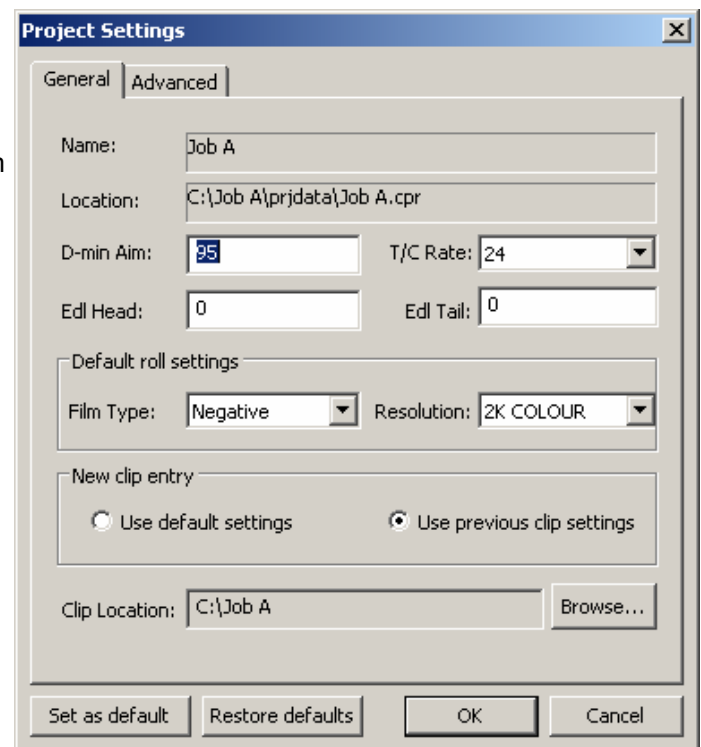 Project Settings
General Advanced
Name: Job A
Location: C:\Job A\prjdata\Job A.cpr
D-min Aim: 95 T/C Rate: 24
Edl Head: 0 Edl Tail: 0
Default roll settings
Film Type: Negative Resolution: 2K COLOUR
New clip entry
Use default settings Use previous clip settings
Clip Location: C:\Job A Browse...
Set as default Restore defaults OK Cancel